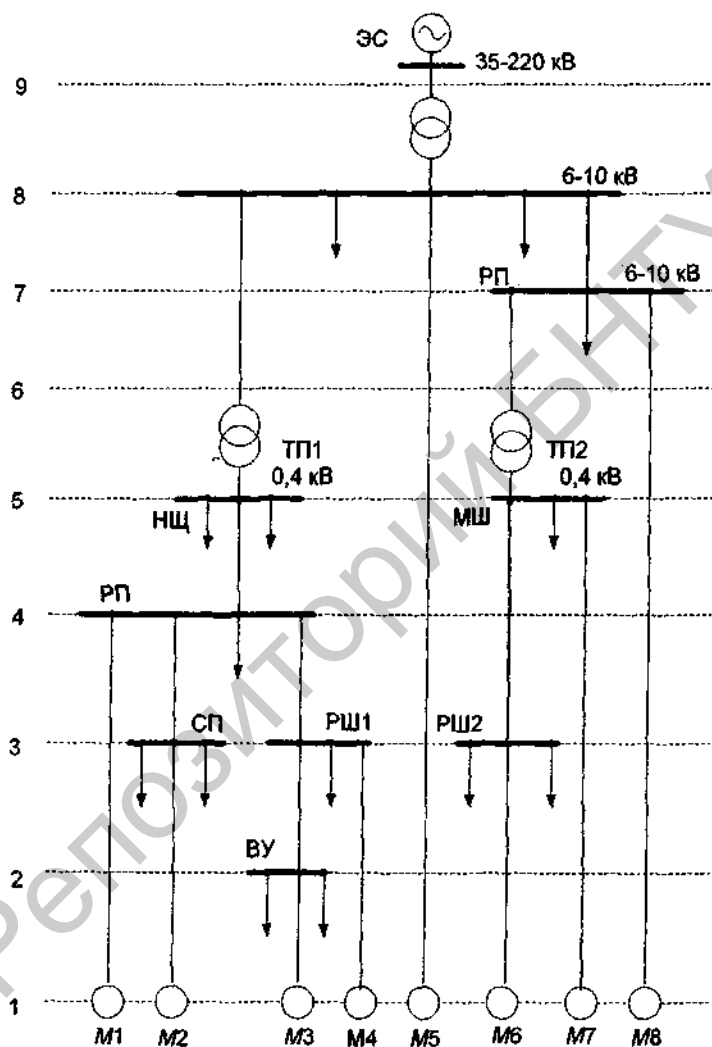 ЭС
35-220 кВ
9
6-10 кВ
8
РП
6-10 кВ
7
6
ТП1
ТП2
0,4 кВ
0,4 кВ
5
НЩ
МШ
РП
4
СП
РШ1
РШ2
3
ВУ
2
1
М1 М2 М3 М4 М5 М6 М7 М8
Репозиторий БНТУ